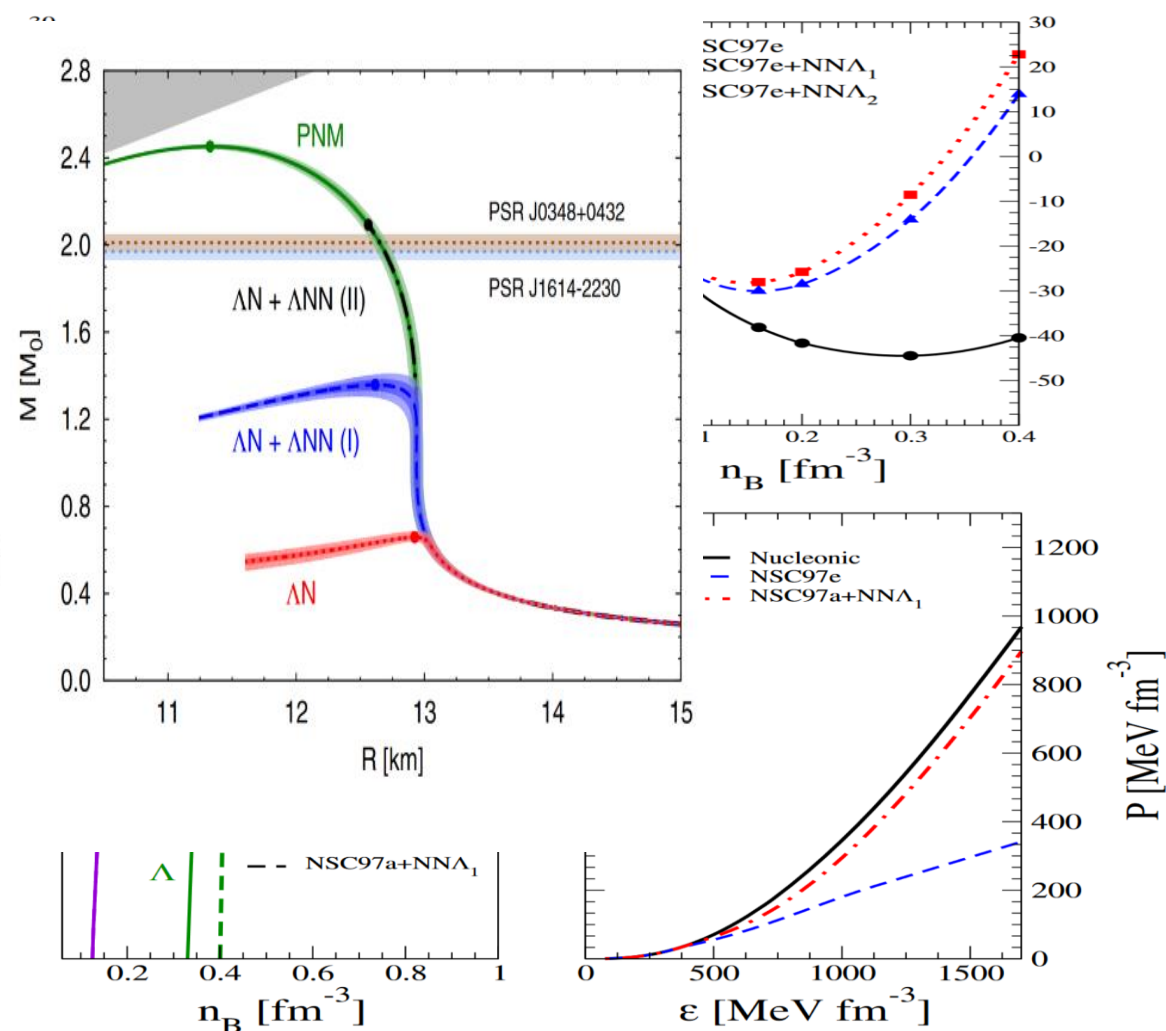 30
2.8
2.4
2.0
1.6
1.2
0.8
0.4
0.0
M [M⊙]
PNM
PSR J0348+0432
PSR J1614-2230
ΛN + ΛNN (II)
ΛN + ΛNN (I)
ΛN
11 12 13 14 15
R [km]
SC97e
SC97e+NNΛ₁
SC97e+NNΛ₂
30
20
10
0
-10
-20
-30
-40
-50
0.2 0.3 0.4
n_B [fm⁻³]
Nucleonic
NSC97e
NSC97a+NNΛ₁
1200
1000
800
600
400
200
0
P [MeV fm⁻³]
0 500 1000 1500
ε [MeV fm⁻³]
Λ
NSC97a+NNΛ₁
0.2 0.4 0.6 0.8 1
n_B [fm⁻³]